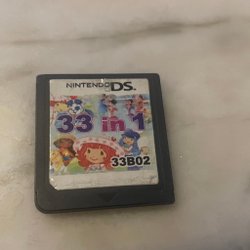 NINTENDO DS.
33 in 1
33B02